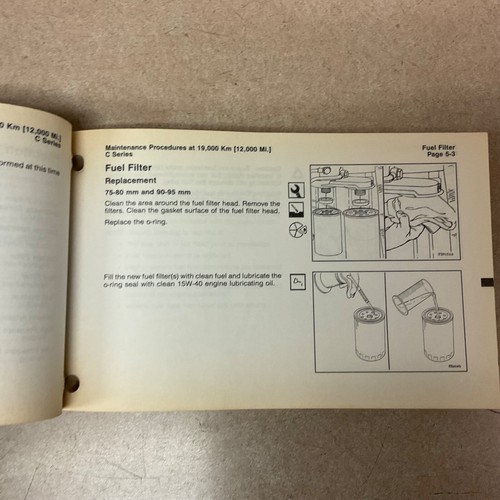 0 Km [12,000 Mi.]
C Series
ormed at this time
Maintenance Procedures at 19,000 Km [12,000 Mi.]
C Series
Fuel Filter
Page 5-3
Fuel Filter
Replacement
75-80 mm and 90-95 mm
Clean the area around the fuel filter head. Remove the
filters. Clean the gasket surface of the fuel filter head.
Replace the o-ring.
Fill the new fuel filter(s) with clean fuel and lubricate the
o-ring seal with clean 15W-40 engine lubricating oil.